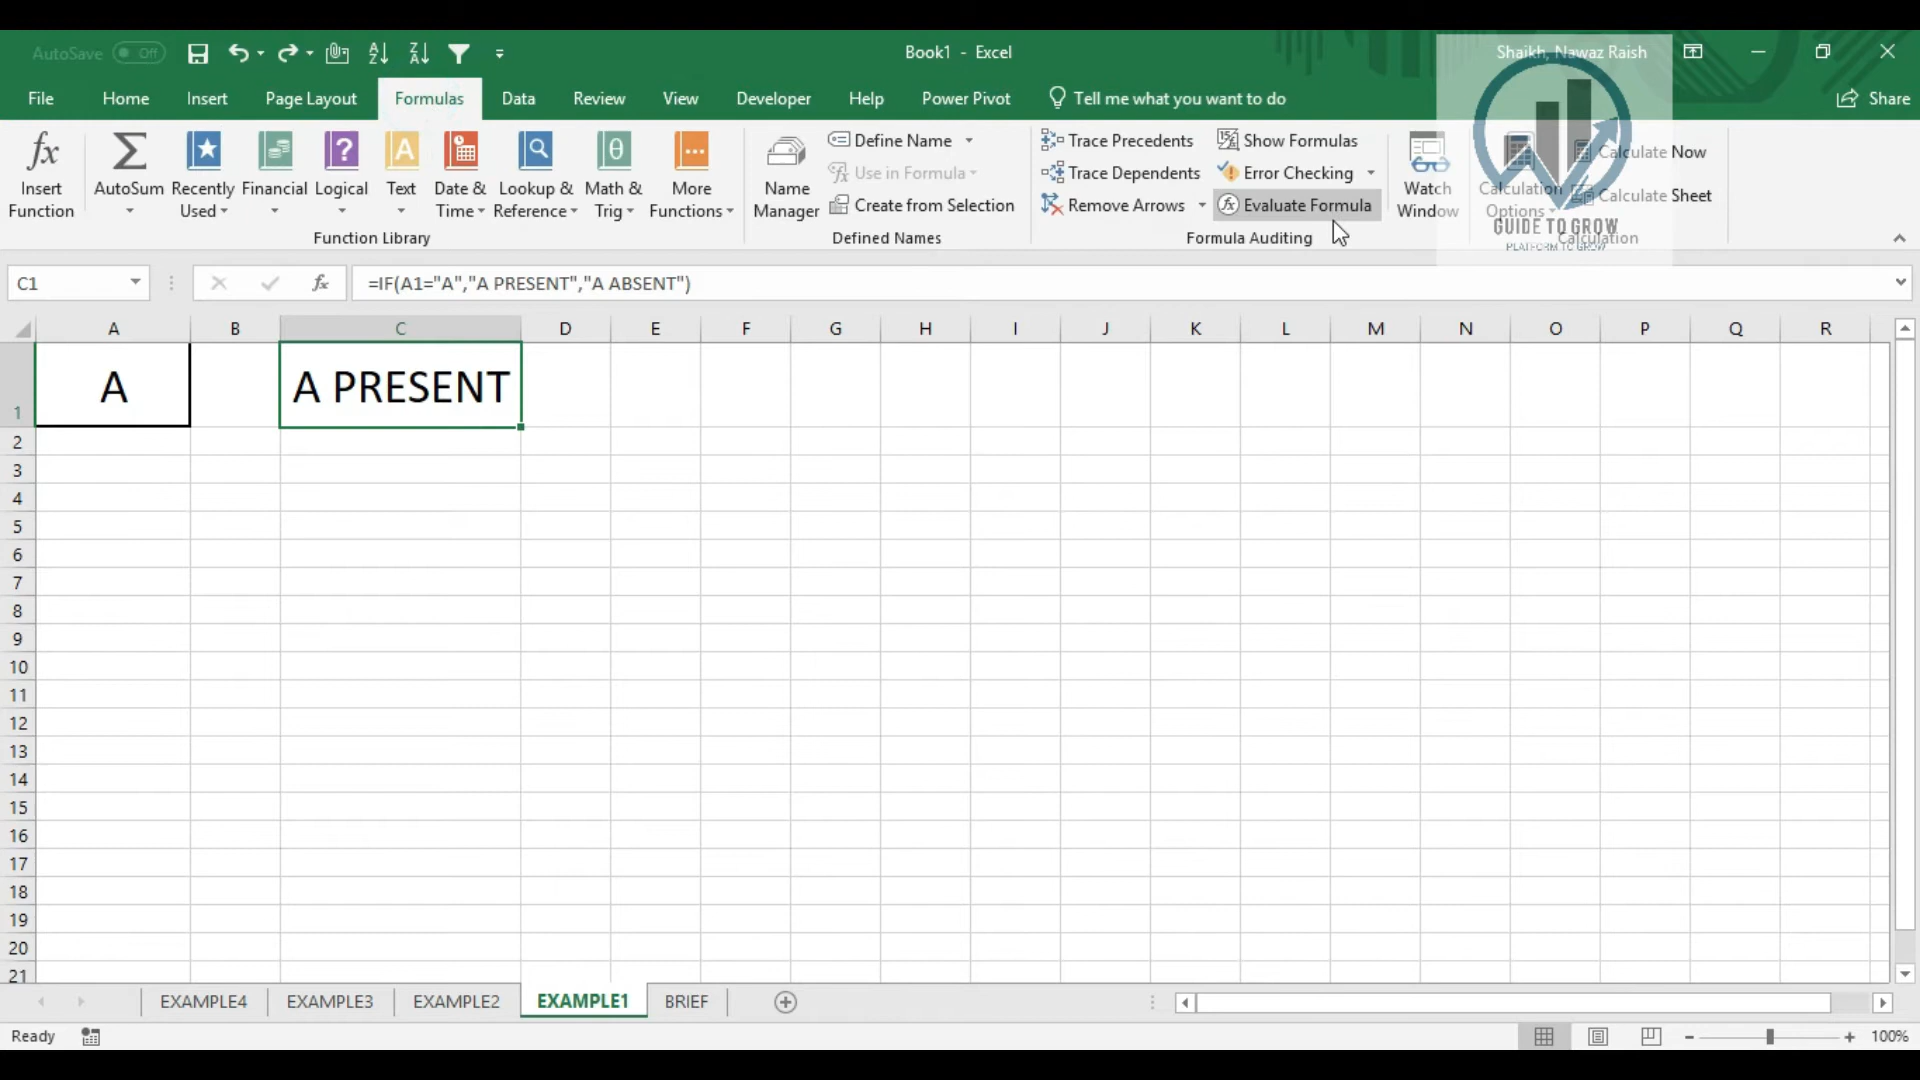 AutoSave Off
Book1 - Excel
Shaikh, Nawaz Raish
File Home Insert Page Layout Formulas Data Review View Developer Help Power Pivot Tell me what you want to do Share
Insert Function
AutoSum
Recently Used
Financial
Logical
Text
Date & Time
Lookup & Reference
Math & Trig
More Functions
Function Library
Name Manager
Define Name
Use in Formula
Create from Selection
Defined Names
Trace Precedents
Trace Dependents
Remove Arrows
Show Formulas
Error Checking
Evaluate Formula
Formula Auditing
Watch Window
Calculation Options
Calculate Now
Calculate Sheet
Calculation
GUIDE TO GROW
PLATFORM TO GROW
C1
fx
=IF(A1="A","A PRESENT","A ABSENT")
A B C D E F G H I J K L M N O P Q R
1 A A PRESENT
2
3
4
5
6
7
8
9
10
11
12
13
14
15
16
17
18
19
20
21
EXAMPLE4 EXAMPLE3 EXAMPLE2 EXAMPLE1 BRIEF
Ready
100%